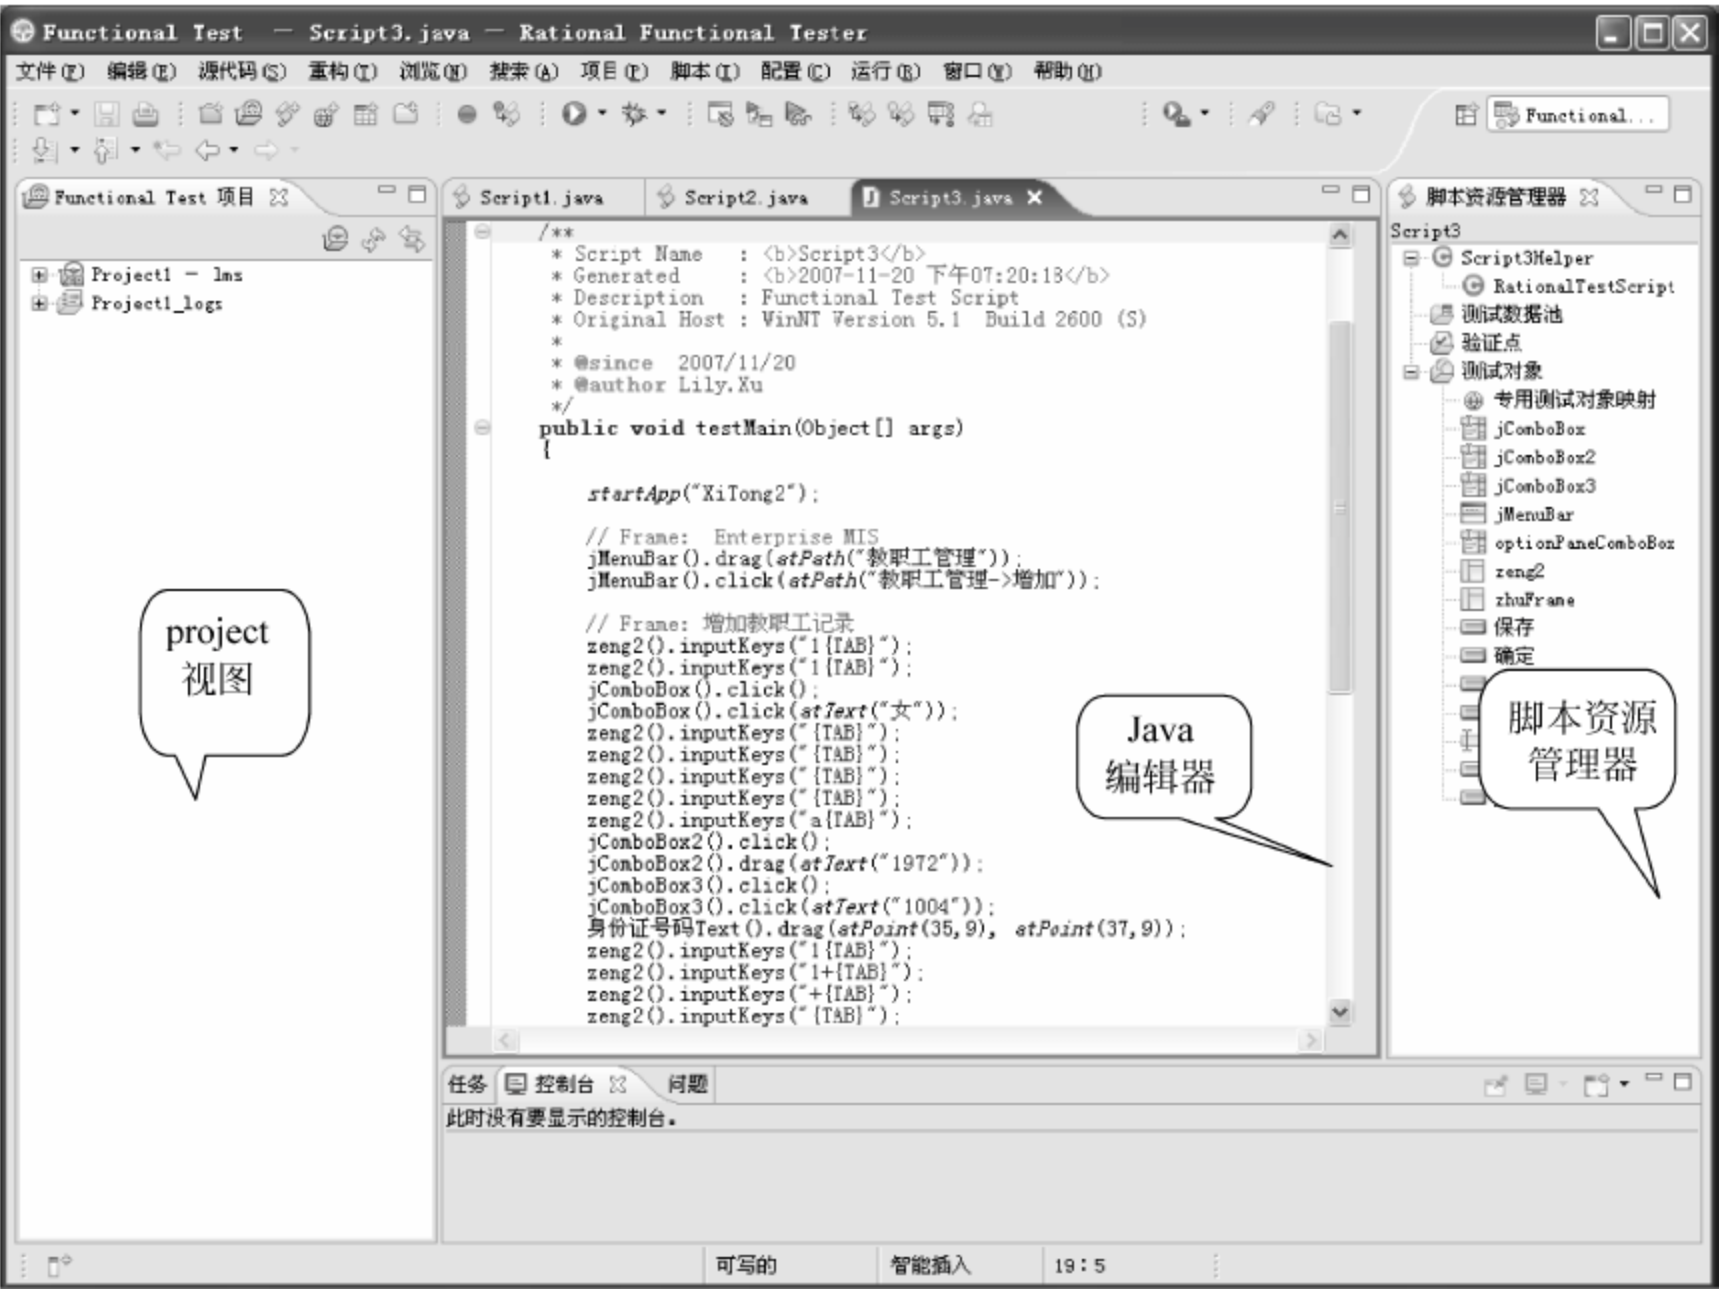 Functional Test — Script3.java — Rational Functional Tester
文件(F) 编辑(E) 源代码(S) 重构(T) 浏览(N) 搜索(A) 项目(P) 脚本(I) 配置(C) 运行(R) 窗口(W) 帮助(H)
Functional...
Functional Test 项目
Project1 - lms
Project1_logs
project
视图
Script1.java Script2.java Script3.java
/**
* Script Name : <b>Script3</b>
* Generated : <b>2007-11-20 下午07:20:18</b>
* Description : Functional Test Script
* Original Host : WinNT Version 5.1 Build 2600 (S)
*
* @since 2007/11/20
* @author Lily.Xu
*/
public void testMain(Object[] args)
{
startApp("XiTong2");
// Frame: Enterprise MIS
jMenuBar().drag(atPath("教职工管理"));
jMenuBar().click(atPath("教职工管理->增加"));
// Frame: 增加教职工记录
zeng2().inputKeys("1{TAB}");
zeng2().inputKeys("1{TAB}");
jComboBox().click();
jComboBox().click(atText("女"));
zeng2().inputKeys("{TAB}");
zeng2().inputKeys("{TAB}");
zeng2().inputKeys("{TAB}");
zeng2().inputKeys("{TAB}");
zeng2().inputKeys("a{TAB}");
jComboBox2().click();
jComboBox2().drag(atText("1972"));
jComboBox3().click();
jComboBox3().click(atText("1004"));
身份证号码Text().drag(atPoint(35,9), atPoint(37,9));
zeng2().inputKeys("1{TAB}");
zeng2().inputKeys("1+{TAB}");
zeng2().inputKeys("+{TAB}");
zeng2().inputKeys("{TAB}");
Java
编辑器
脚本资源管理器
Script3
Script3Helper
RationalTestScript
测试数据池
验证点
测试对象
专用测试对象映射
jComboBox
jComboBox2
jComboBox3
jMenuBar
optionPaneComboBox
zeng2
zhuFrame
保存
确定
脚本资源
管理器
任务 控制台 问题
此时没有要显示的控制台。
可写的 智能插入 19:5